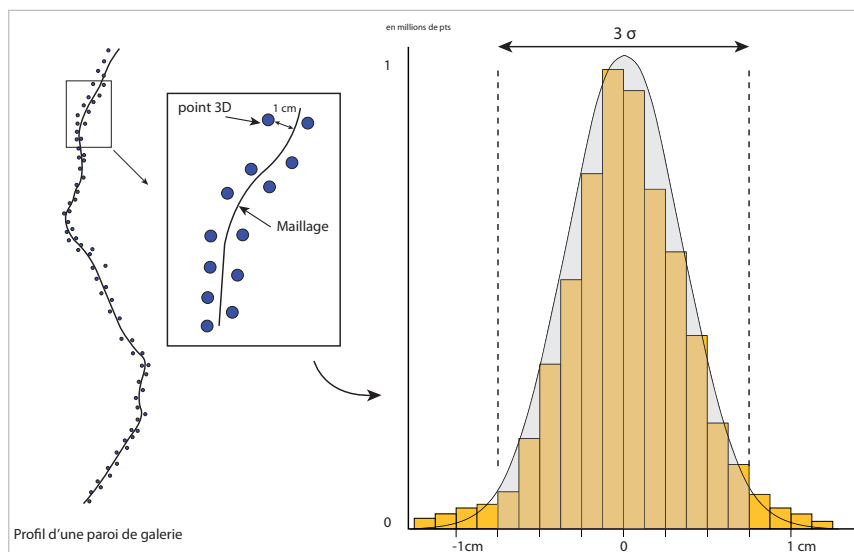 en millions de pts
3 σ
1
point 3D
1 cm
Maillage
0
Profil d’une paroi de galerie
-1cm
0
1 cm